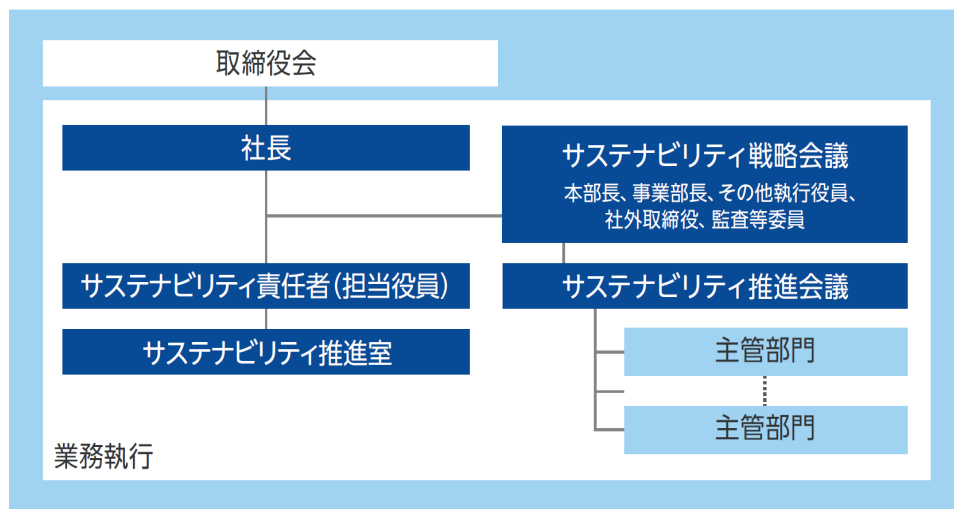 取締役会
社長
サステナビリティ戦略会議
本部長、事業部長、その他執行役員、
社外取締役、監査等委員
サステナビリティ責任者（担当役員）
サステナビリティ推進会議
サステナビリティ推進室
主管部門
主管部門
業務執行